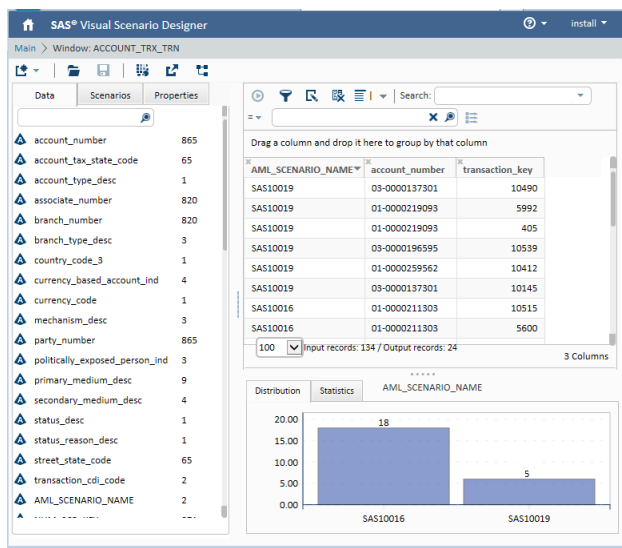 SAS® Visual Scenario Designer
install
Main > Window: ACCOUNT_TRX_TRN
Data Scenarios Properties
account_number 865
account_tax_state_code 65
account_type_desc 1
associate_number 820
branch_number 820
branch_type_desc 3
country_code_3 1
currency_based_account_ind 4
currency_code 1
mechanism_desc 3
party_number 865
politically_exposed_person_ind 3
primary_medium_desc 9
secondary_medium_desc 4
status_desc 1
status_reason_desc 1
street_state_code 65
transaction_cdi_code 2
AML_SCENARIO_NAME 2
Search:
=
Drag a column and drop it here to group by that column
AML_SCENARIO_NAME account_number transaction_key
SAS10019 03-0000137301 10490
SAS10019 01-0000219093 5992
SAS10019 01-0000219093 405
SAS10019 03-0000196595 10539
SAS10019 01-0000259562 10412
SAS10019 03-0000137301 10145
SAS10016 01-0000211303 10515
SAS10016 01-0000211303 5600
100 Input records: 134 / Output records: 24
3 Columns
Distribution Statistics AML_SCENARIO_NAME
20.00
15.00
10.00
5.00
0.00
18
5
SAS10016 SAS10019